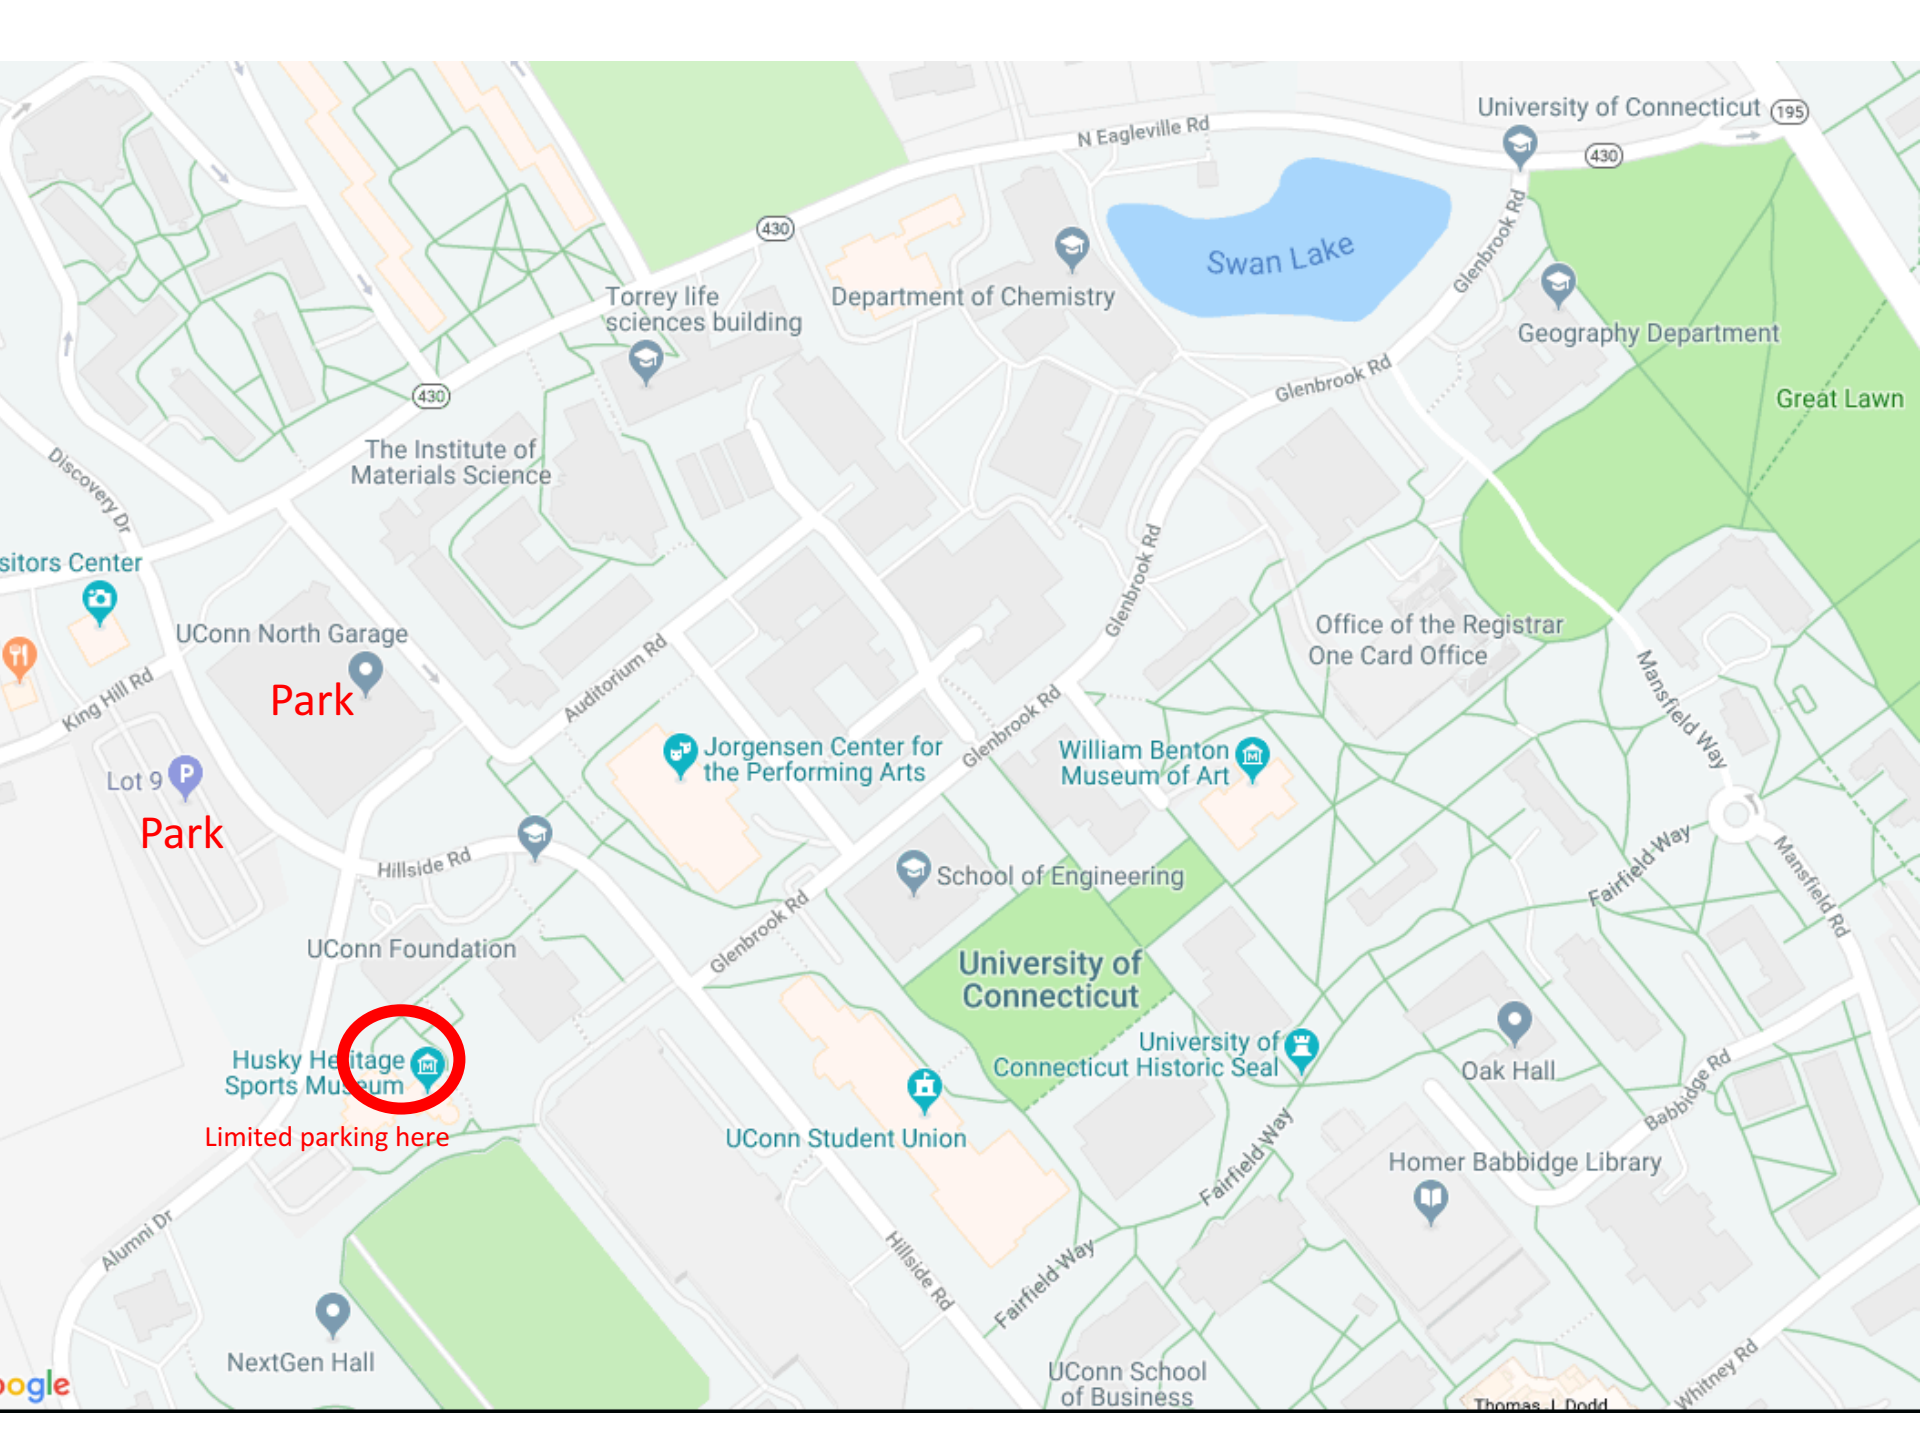 University of Connecticut
195
N Eagleville Rd
430
Glenbrook Rd
430
Swan Lake
Torrey life
sciences building
Department of Chemistry
Geography Department
Glenbrook Rd
Great Lawn
430
The Institute of
Materials Science
Discovery Dr
sitors Center
Glenbrook Rd
UConn North Garage
Office of the Registrar
One Card Office
King Hill Rd
Park
Auditorium Rd
Mansfield Way
Glenbrook Rd
Jorgensen Center for
the Performing Arts
William Benton
Museum of Art
Lot 9
P
Park
Hillside Rd
School of Engineering
Fairfield Way
Mansfield Rd
Glenbrook Rd
UConn Foundation
University of
Connecticut
Husky Heritage
Sports Museum
M
University of
Connecticut Historic Seal
Oak Hall
Babbidge Rd
Limited parking here
UConn Student Union
Fairfield Way
Homer Babbidge Library
Alumni Dr
Hillside Rd
Fairfield Way
NextGen Hall
UConn School
of Business
Whitney Rd
oogle
Thomas J. Dodd